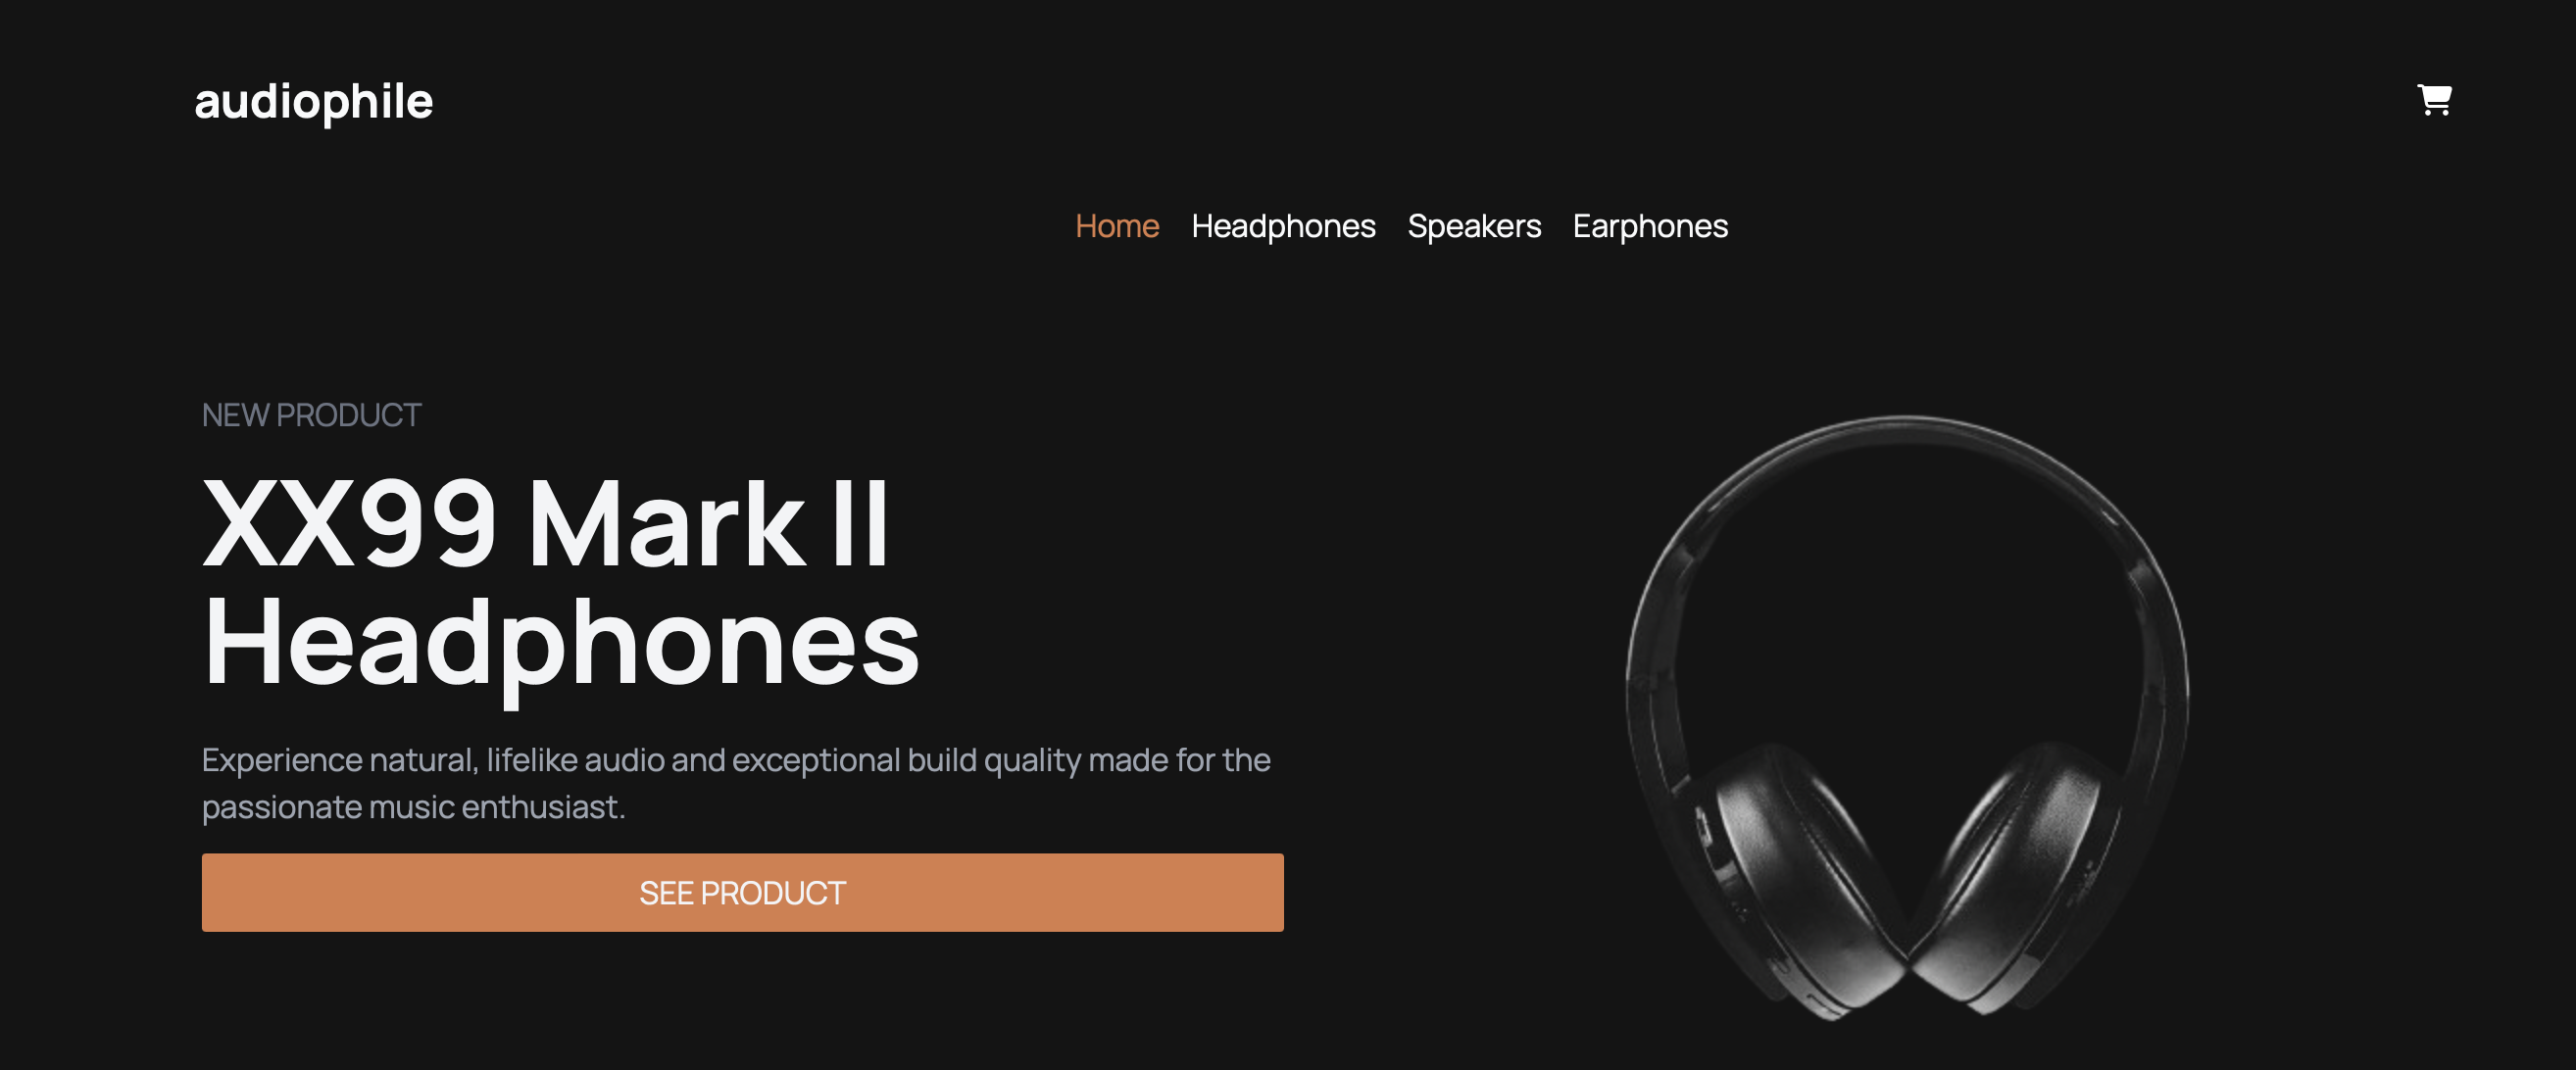 audiophile
Home Headphones Speakers Earphones
NEW PRODUCT
XX99 Mark II
Headphones
Experience natural, lifelike audio and exceptional build quality made for the
passionate music enthusiast.
SEE PRODUCT